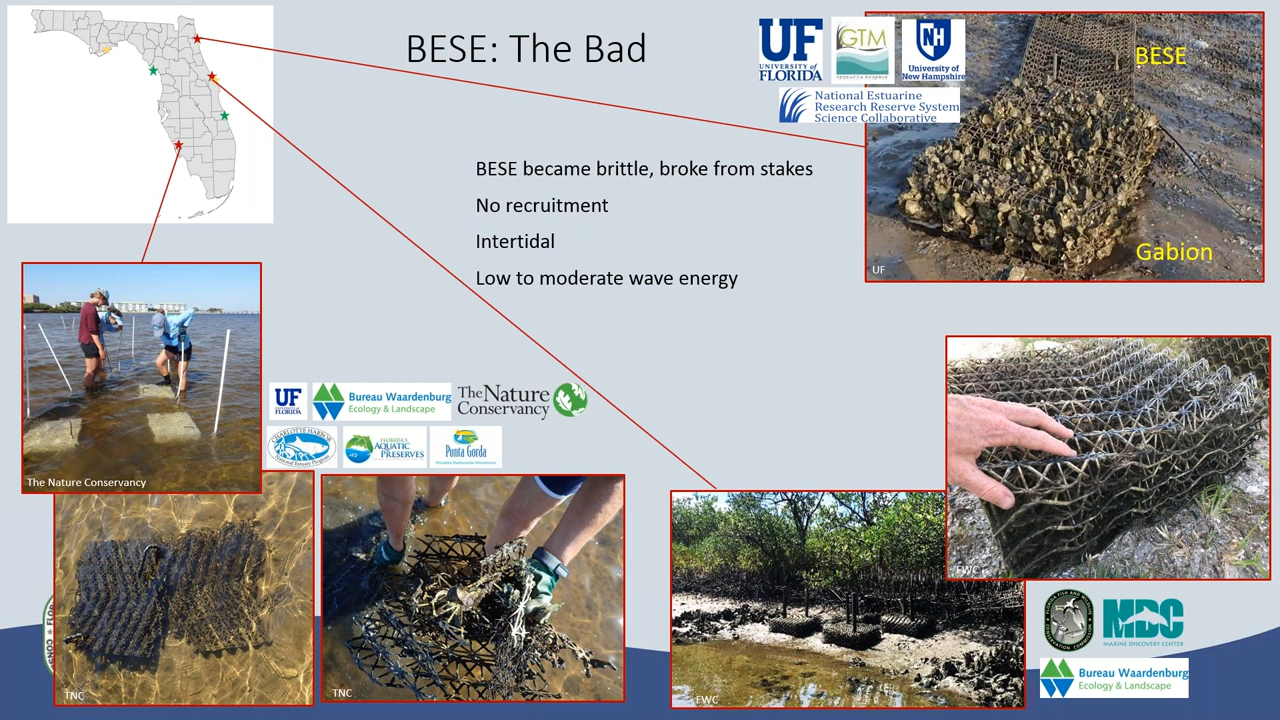 BESE: The Bad
UF
UNIVERSITY of
FLORIDA
GTM
RESEARCH RESERVE
NH
University of
New Hampshire
National Estuarine
Research Reserve System
Science Collaborative
BESE
Gabion
UF
BESE became brittle, broke from stakes
No recruitment
Intertidal
Low to moderate wave energy
The Nature Conservancy
UF
FLORIDA
Bureau Waardenburg
Ecology & Landscape
The Nature
Conservancy
CHARLOTTE HARBOR
National Estuary Program
FLORIDA'S
AQUATIC
PRESERVES
Punta Gorda
TNC
TNC
FWC
FWC
MDC
MARINE DISCOVERY CENTER
Bureau Waardenburg
Ecology & Landscape